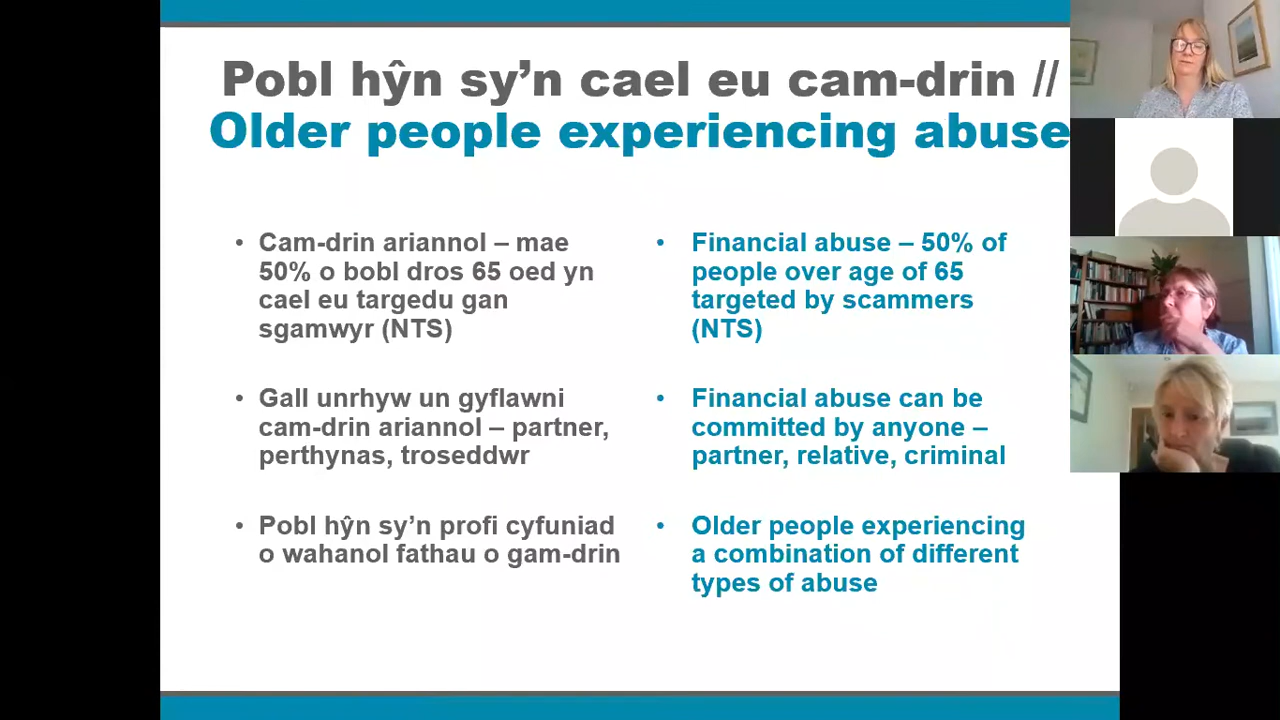 Pobl hŷn sy’n cael eu cam-drin //
Older people experiencing abuse
• Cam-drin ariannol – mae
50% o bobl dros 65 oed yn
cael eu targedu gan
sgamwyr (NTS)
• Gall unrhyw un gyflawni
cam-drin ariannol – partner,
perthynas, troseddwr
• Pobl hŷn sy’n profi cyfuniad
o wahanol fathau o gam-drin
• Financial abuse – 50% of
people over age of 65
targeted by scammers
(NTS)
• Financial abuse can be
committed by anyone –
partner, relative, criminal
• Older people experiencing
a combination of different
types of abuse